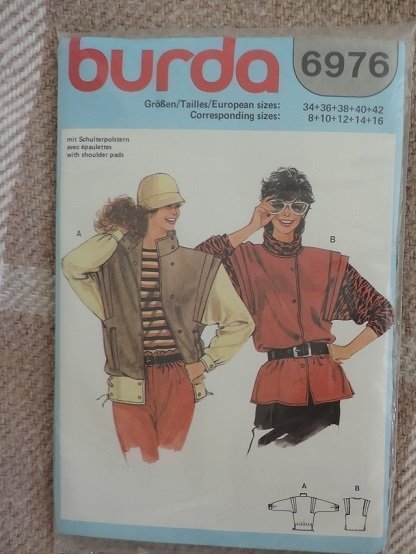 burda
6976
Größen/Tailles/European sizes: 34+36+38+40+42
Corresponding sizes: 8+10+12+14+16
mit Schulterpolstern
avec épaulettes
with shoulder pads
A
B
A B